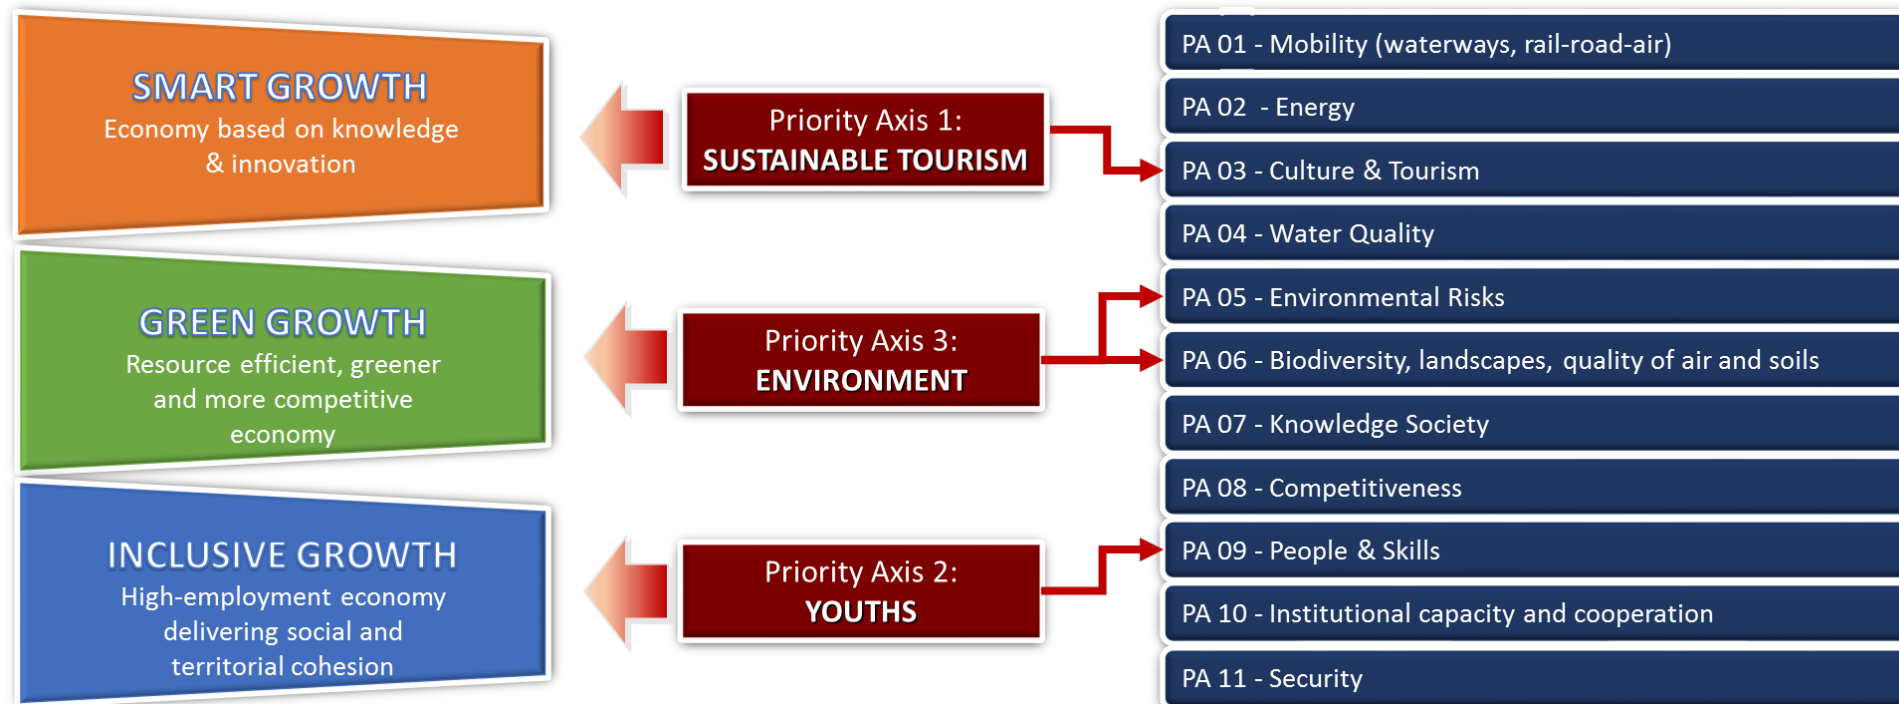 SMART GROWTH
Economy based on knowledge
& innovation
GREEN GROWTH
Resource efficient, greener
and more competitive
economy
INCLUSIVE GROWTH
High-employment economy
delivering social and
territorial cohesion
Priority Axis 1:
SUSTAINABLE TOURISM
Priority Axis 3:
ENVIRONMENT
Priority Axis 2:
YOUTHS
PA 01 - Mobility (waterways, rail-road-air)
PA 02 - Energy
PA 03 - Culture & Tourism
PA 04 - Water Quality
PA 05 - Environmental Risks
PA 06 - Biodiversity, landscapes, quality of air and soils
PA 07 - Knowledge Society
PA 08 - Competitiveness
PA 09 - People & Skills
PA 10 - Institutional capacity and cooperation
PA 11 - Security